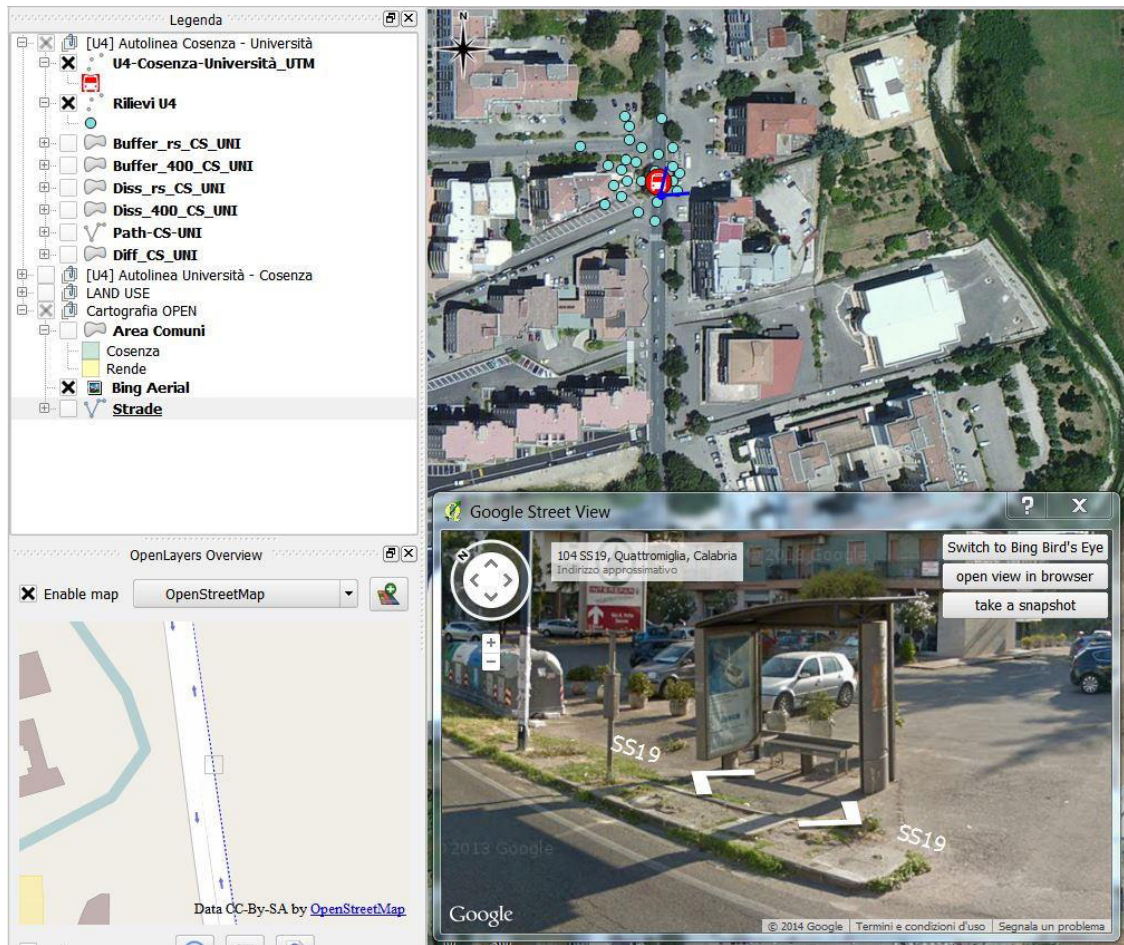 Legenda
[U4] Autolinea Cosenza - Università
U4-Cosenza-Università_UTM
Rilievi U4
Buffer_rs_CS_UNI
Buffer_400_CS_UNI
Diss_rs_CS_UNI
Diss_400_CS_UNI
Path-CS-UNI
Diff_CS_UNI
[U4] Autolinea Università - Cosenza
LAND USE
Cartografia OPEN
Area Comuni
Cosenza
Rende
Bing Aerial
Strade
OpenLayers Overview
Enable map
OpenStreetMap
Data CC-By-SA by OpenStreetMap
N
Google Street View
? X
N
104 SS19, Quattromiglia, Calabria
Indirizzo approssimativo
Switch to Bing Bird's Eye
open view in browser
take a snapshot
SS19
SS19
© 2013 Google
Google
© 2014 Google
Termini e condizioni d'uso
Segnala un problema